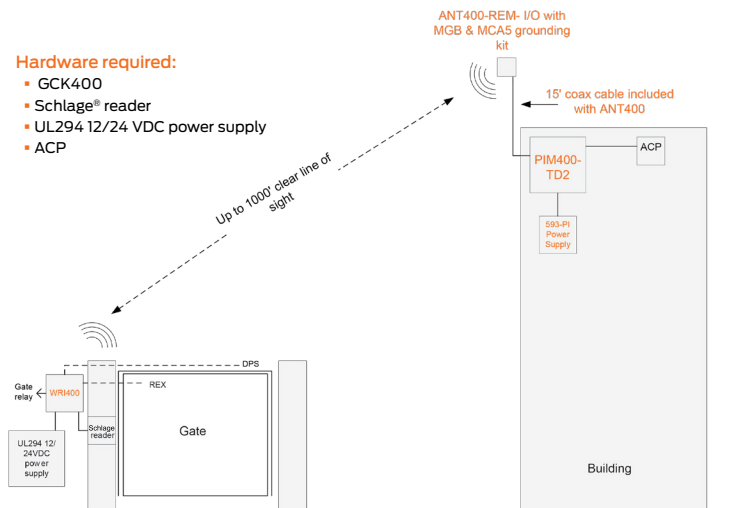 ANT400-REM- I/O with
MGB & MCA5 grounding
kit
Hardware required:
▪ GCK400
▪ Schlage® reader
▪ UL294 12/24 VDC power supply
▪ ACP
15' coax cable included
with ANT400
ACP
PIM400-
TD2
Up to 1000' clear line of
sight
593-PI
Power
Supply
DPS
REX
Gate
relay
WRI400
Schlage
reader
Gate
UL294 12/
24VDC
power
supply
Building